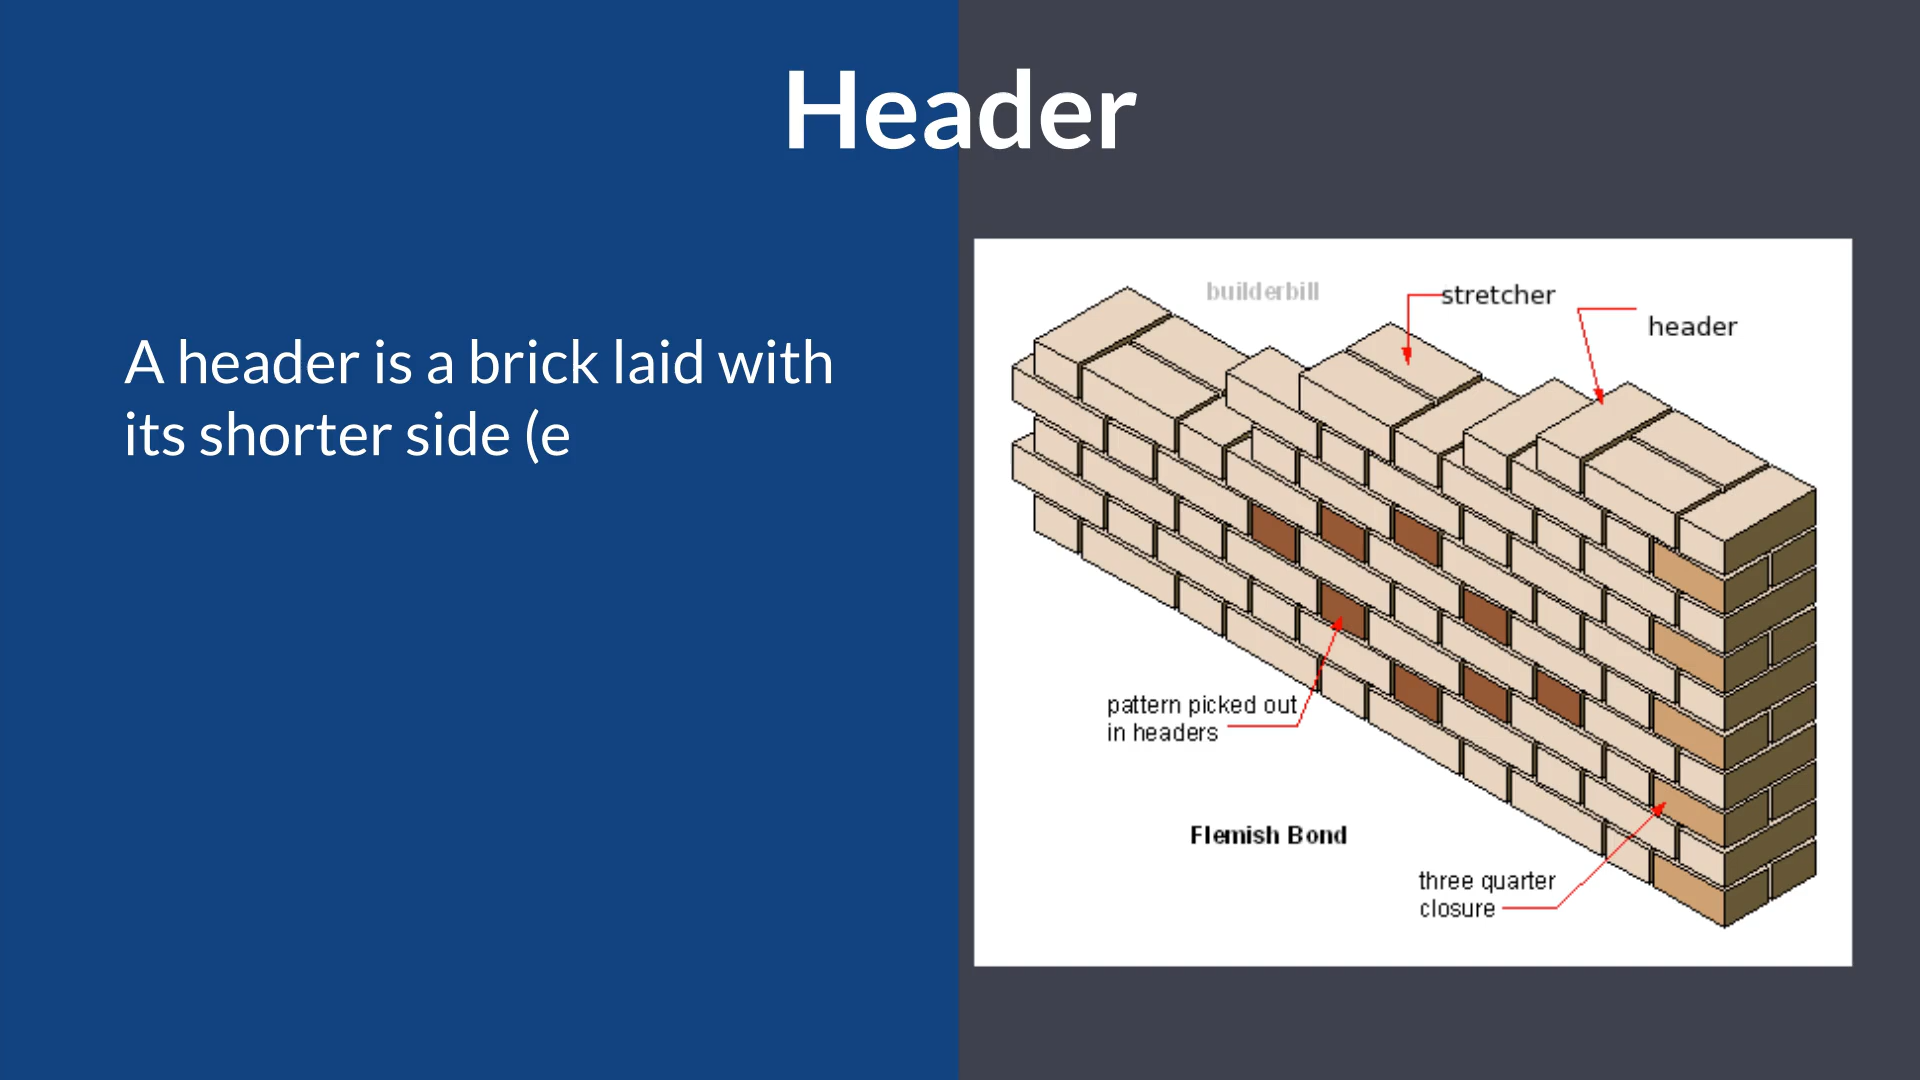 Header
A header is a brick laid with
its shorter side (e
builderbill
stretcher
header
pattern picked out
in headers
Flemish Bond
three quarter
closure